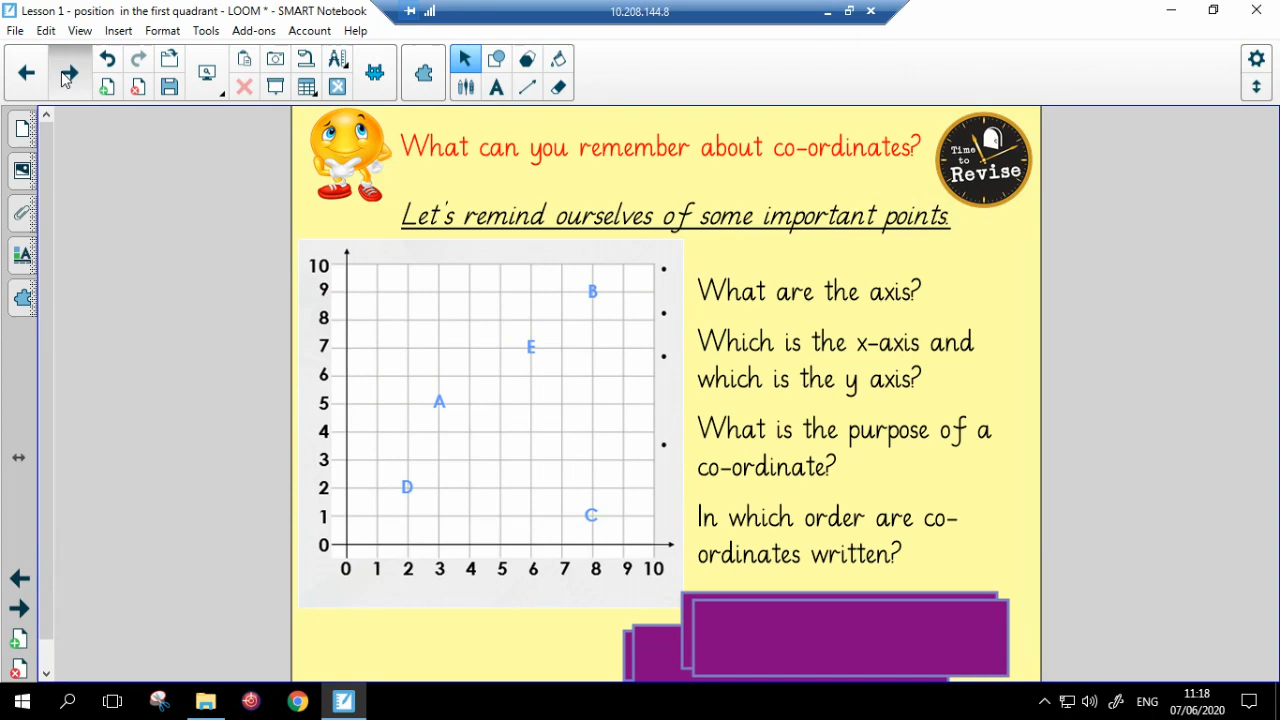 Lesson 1 - position in the first quadrant - LOOM * - SMART Notebook
10.208.144.8
File Edit View Insert Format Tools Add-ons Account Help
What can you remember about co-ordinates?
Time to Revise
Let's remind ourselves of some important points.
10
9
8
7
6
5
4
3
2
1
0
B
E
A
D
C
0 1 2 3 4 5 6 7 8 9 10
What are the axis?
Which is the x-axis and
which is the y axis?
What is the purpose of a
co-ordinate?
In which order are co-
ordinates written?
ENG
11:18
07/06/2020